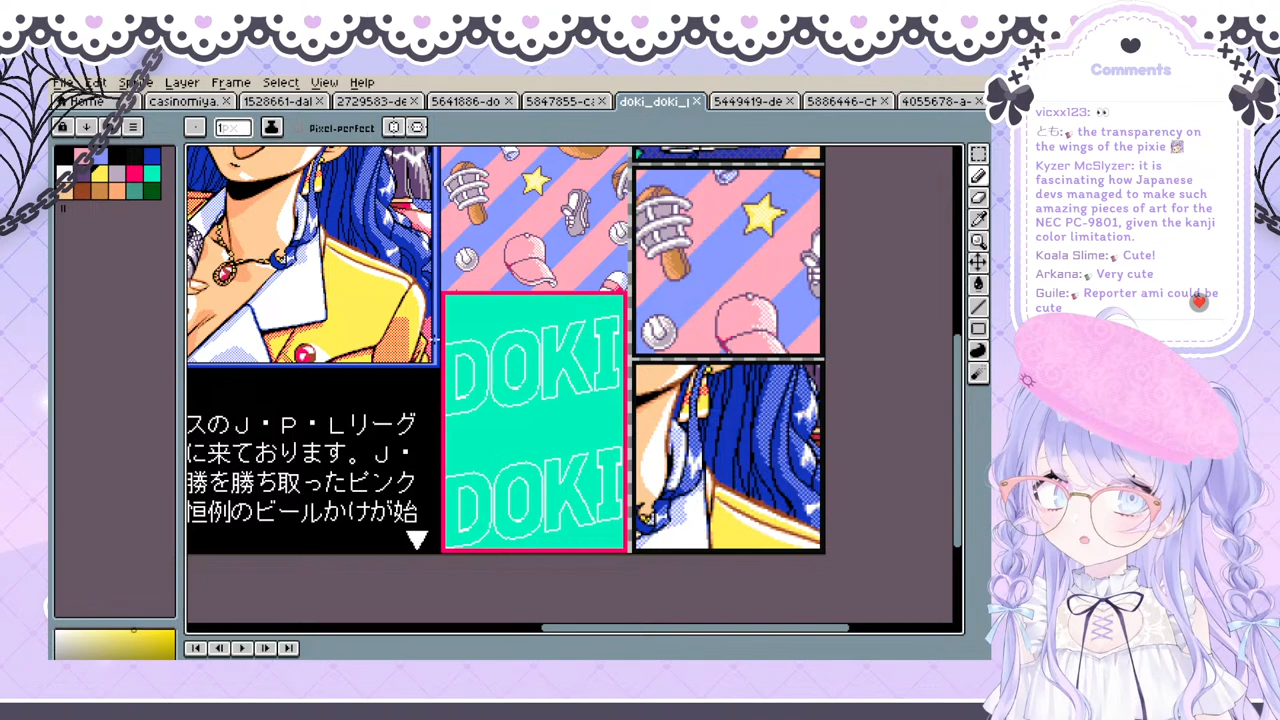 Comments
File Edit Sprite Layer Frame Select View Help
Home casinomiya. 1528661-dal 2729583-de 5641886-do 5847855-ca doki_doki_p 5449419-de 5886446-ch 4055678-a-
1px Pixel-perfect
vicxx123: 👀
とも: the transparency on
the wings of the pixie
Kyzer McSlyzer: it is
fascinating how Japanese
devs managed to make such
amazing pieces of art for the
NEC PC-9801, given the kanji
color limitation.
Koala Slime: Cute!
Arkana: Very cute
Guile: Reporter ami could be
cute
DOKI
DOKI
スのJ・P・Lリーグ
に来ております。J・
勝を勝ち取ったピンク
恒例のビールかけが始